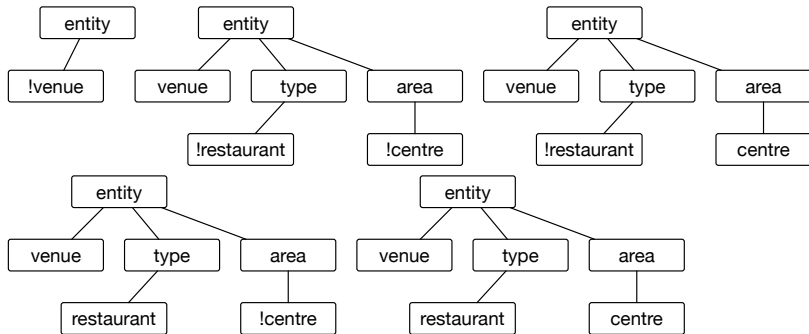 entity entity entity
!venue venue type area venue type area
!restaurant !centre !restaurant centre
entity entity
venue type area venue type area
restaurant !centre restaurant centre